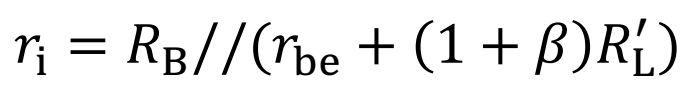 r_i = R_B//(r_be + (1 + β)R′_L)